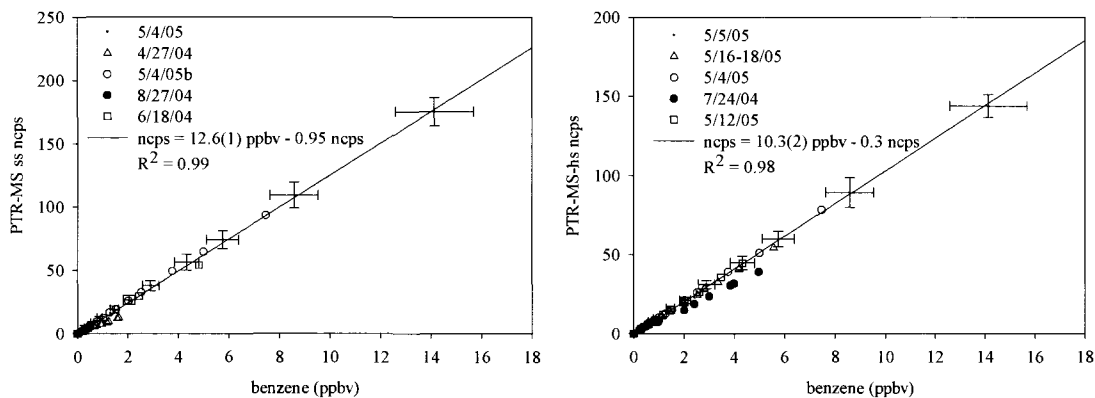 250
200
150
100
50
0
PTR-MS ss ncps
5/4/05
4/27/04
5/4/05b
8/27/04
6/18/04
ncps = 12.6(1) ppbv - 0.95 ncps
R² = 0.99
0 2 4 6 8 10 12 14 16 18
benzene (ppbv)
200
150
100
50
0
PTR-MS-hs ncps
5/5/05
5/16-18/05
5/4/05
7/24/04
5/12/05
ncps = 10.3(2) ppbv - 0.3 ncps
R² = 0.98
0 2 4 6 8 10 12 14 16 18
benzene (ppbv)